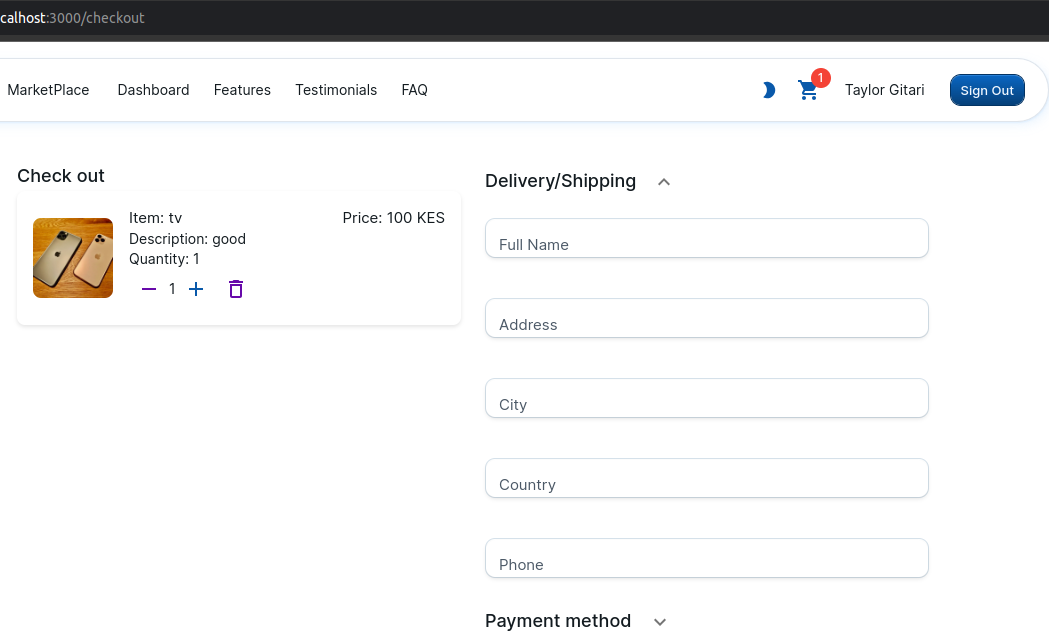 calhost:3000/checkout
MarketPlace Dashboard Features Testimonials FAQ 1 Taylor Gitari Sign Out
Check out
Item: tv Price: 100 KES
Description: good
Quantity: 1
1
Delivery/Shipping
Full Name
Address
City
Country
Phone
Payment method